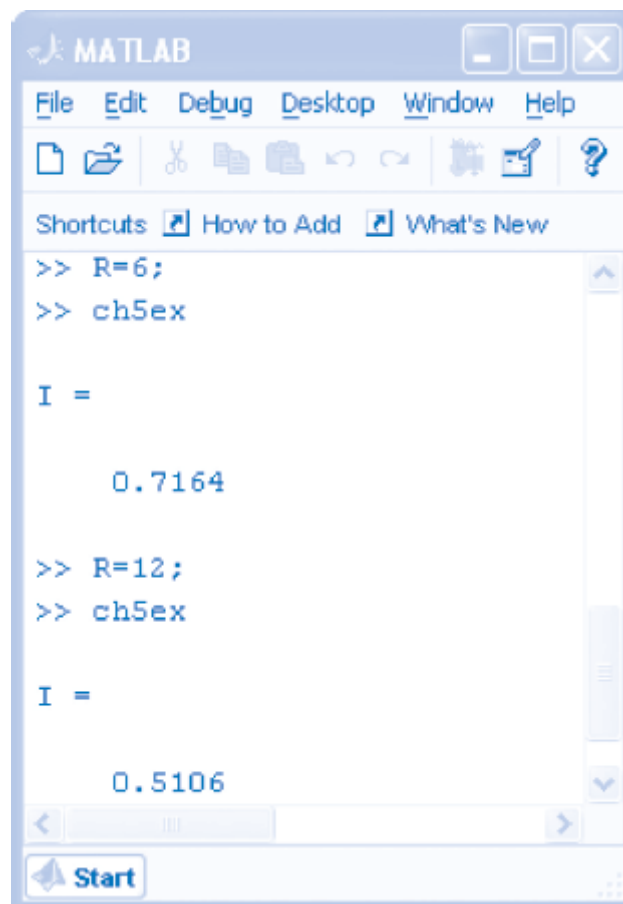 MATLAB
File Edit Debug Desktop Window Help
Shortcuts How to Add What's New
>> R=6;
>> ch5ex
I =
0.7164
>> R=12;
>> ch5ex
I =
0.5106
Start